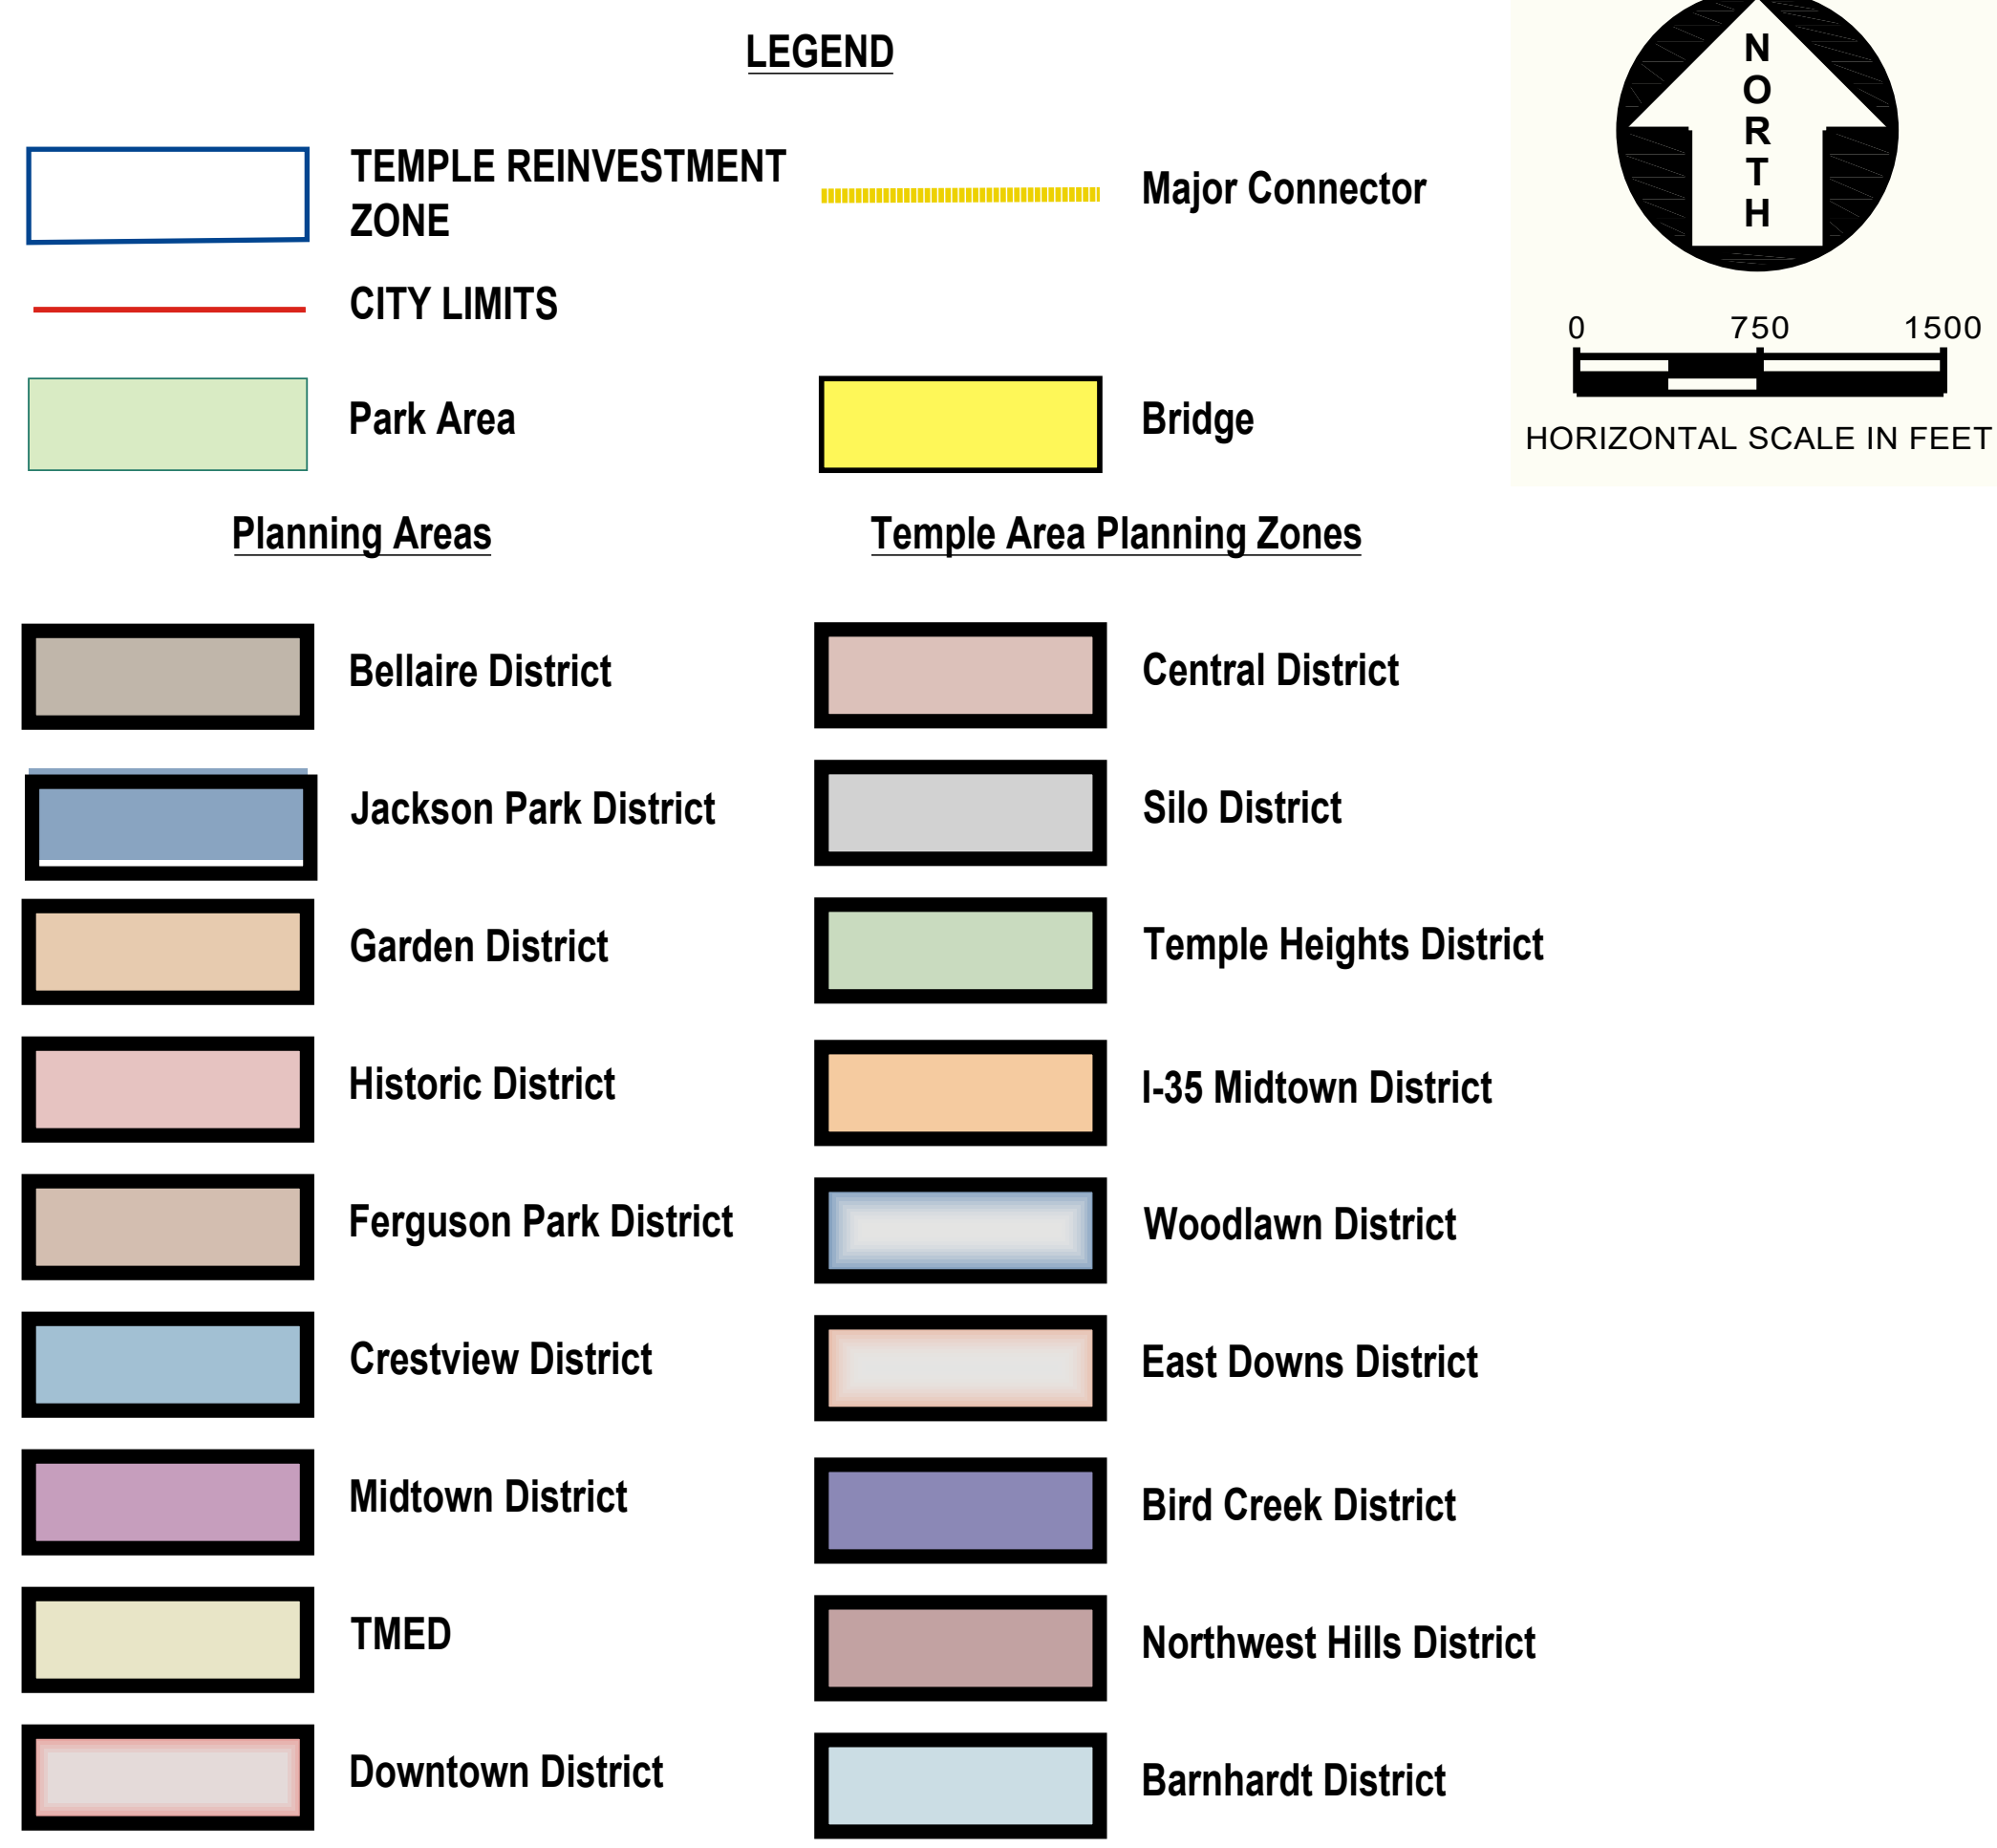 LEGEND
N
O
R
T
H
TEMPLE REINVESTMENT
ZONE
Major Connector
CITY LIMITS
0 750 1500
Park Area
Bridge
HORIZONTAL SCALE IN FEET
Planning Areas
Temple Area Planning Zones
Bellaire District
Central District
Jackson Park District
Silo District
Garden District
Temple Heights District
Historic District
I-35 Midtown District
Ferguson Park District
Woodlawn District
Crestview District
East Downs District
Midtown District
Bird Creek District
TMED
Northwest Hills District
Downtown District
Barnhardt District